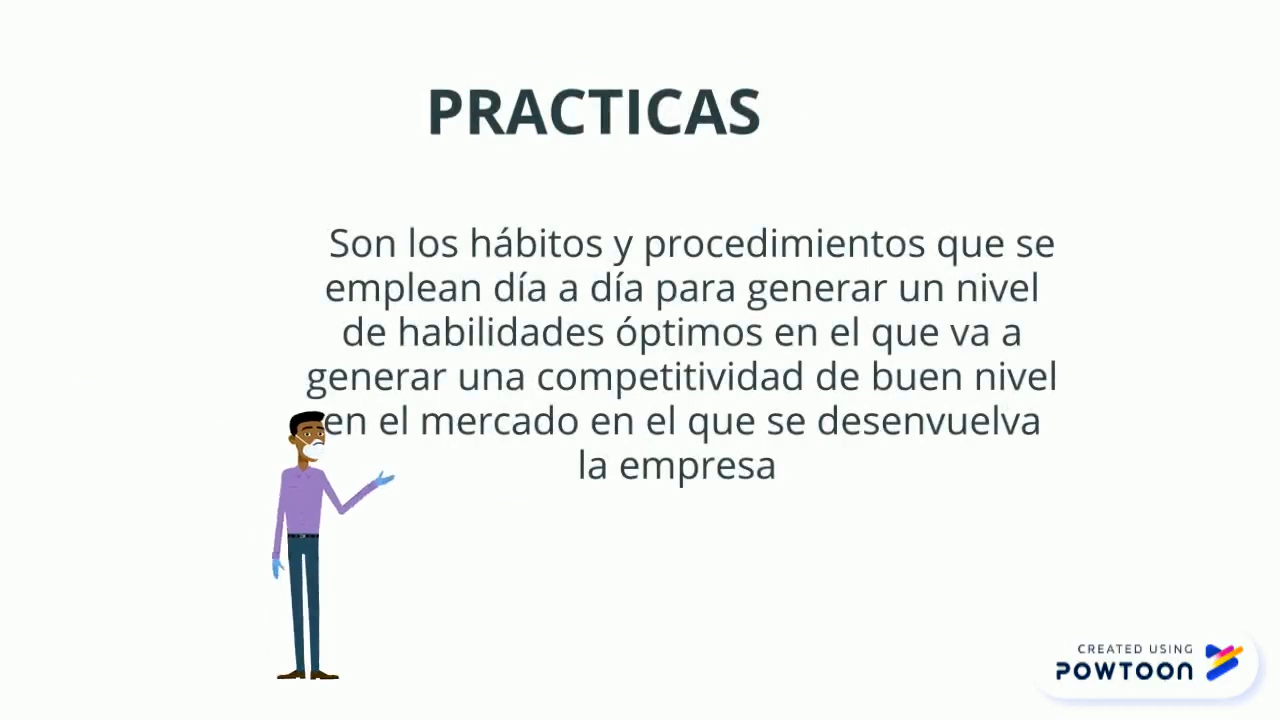 PRACTICAS
Son los hábitos y procedimientos que se
emplean día a día para generar un nivel
de habilidades óptimos en el que va a
generar una competitividad de buen nivel
en el mercado en el que se desenvuelva
la empresa
CREATED USING
POWTOON